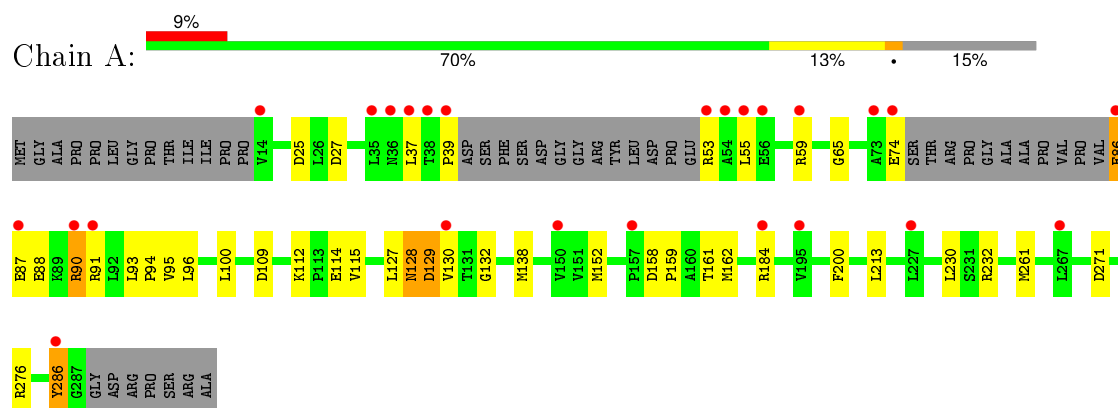 9%
Chain A:
70% 13% • 15%
MET GLY ALA PRO PRO LEU GLY PRO THR ILE ILE PRO PRO V14 D25 L26 D27 L35 N36 L37 T38 P39 ASP SER PHE SER ASP GLY GLY ARG TYR LEU ASP PRO GLU R53 A54 L55 E56 R59 G65 A73 E74 SER THR ARG PRO GLY ALA ALA PRO VAL PRO VAL E86
E87 E88 K89 R90 R91 L92 L93 P94 V95 L96 L100 D109 K112 P113 E114 V115 L127 N128 D129 V130 T131 G132 M138 V150 V151 M152 P157 D158 P159 A160 T161 M162 R184 V195 F200 L213 L227 L230 S231 R232 M261 L267 D271
R276 Y286 G287 GLY ASP ARG PRO SER ARG ALA